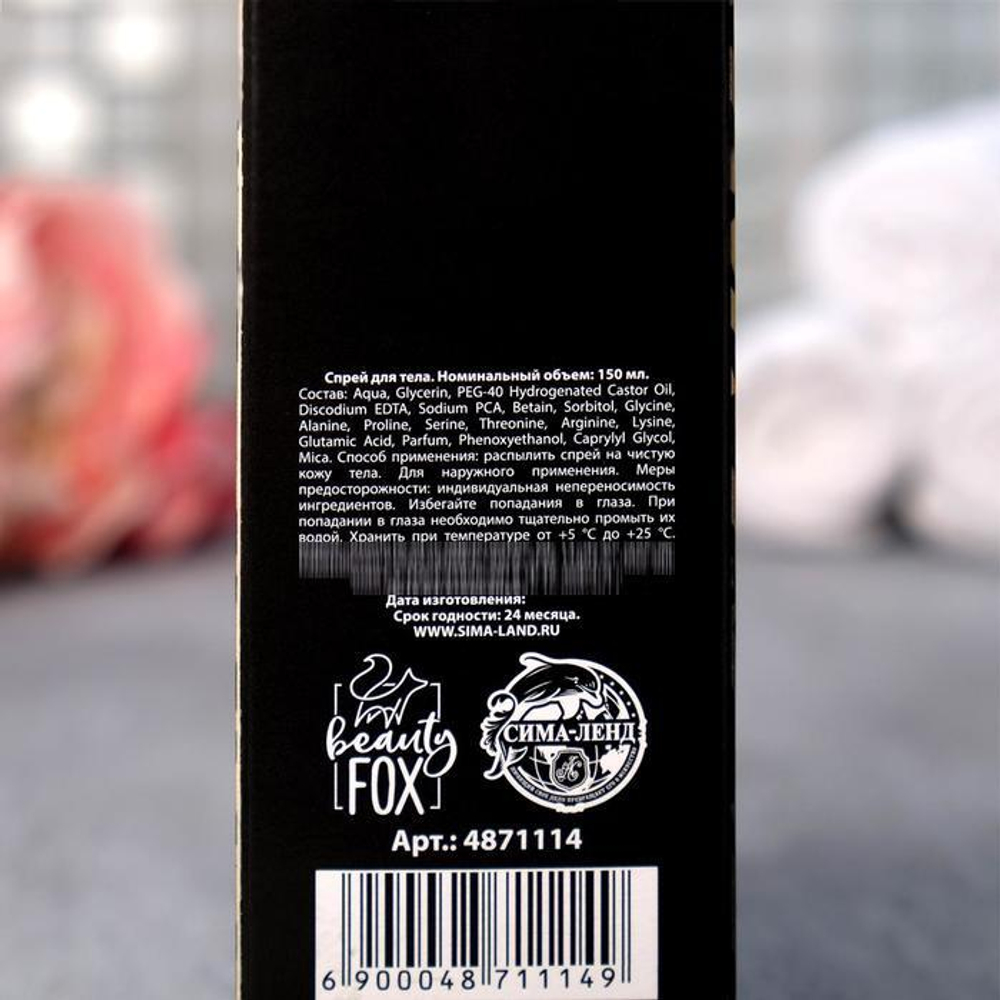 Спрей для тела. Номинальный объем: 150 мл.
Состав: Aqua, Glycerin, PEG-40 Hydrogenated Castor Oil,
Discodium EDTA, Sodium PCA, Betain, Sorbitol, Glycine,
Alanine, Proline, Serine, Threonine, Arginine, Lysine,
Glutamic Acid, Parfum, Phenoxyethanol, Caprylyl Glycol,
Mica. Способ применения: распылить спрей на чистую
кожу тела. Для наружного применения. Меры
предосторожности: индивидуальная непереносимость
ингредиентов. Избегайте попадания в глаза. При
попадании в глаза необходимо тщательно промыть их
водой. Хранить при температуре от +5 °C до +25 °C.
Дата изготовления:
Срок годности: 24 месяца.
WWW.SIMA-LAND.RU
beauty
FOX
СИМА-ЛЕНД
Арт.: 4871114
6 900048 711149